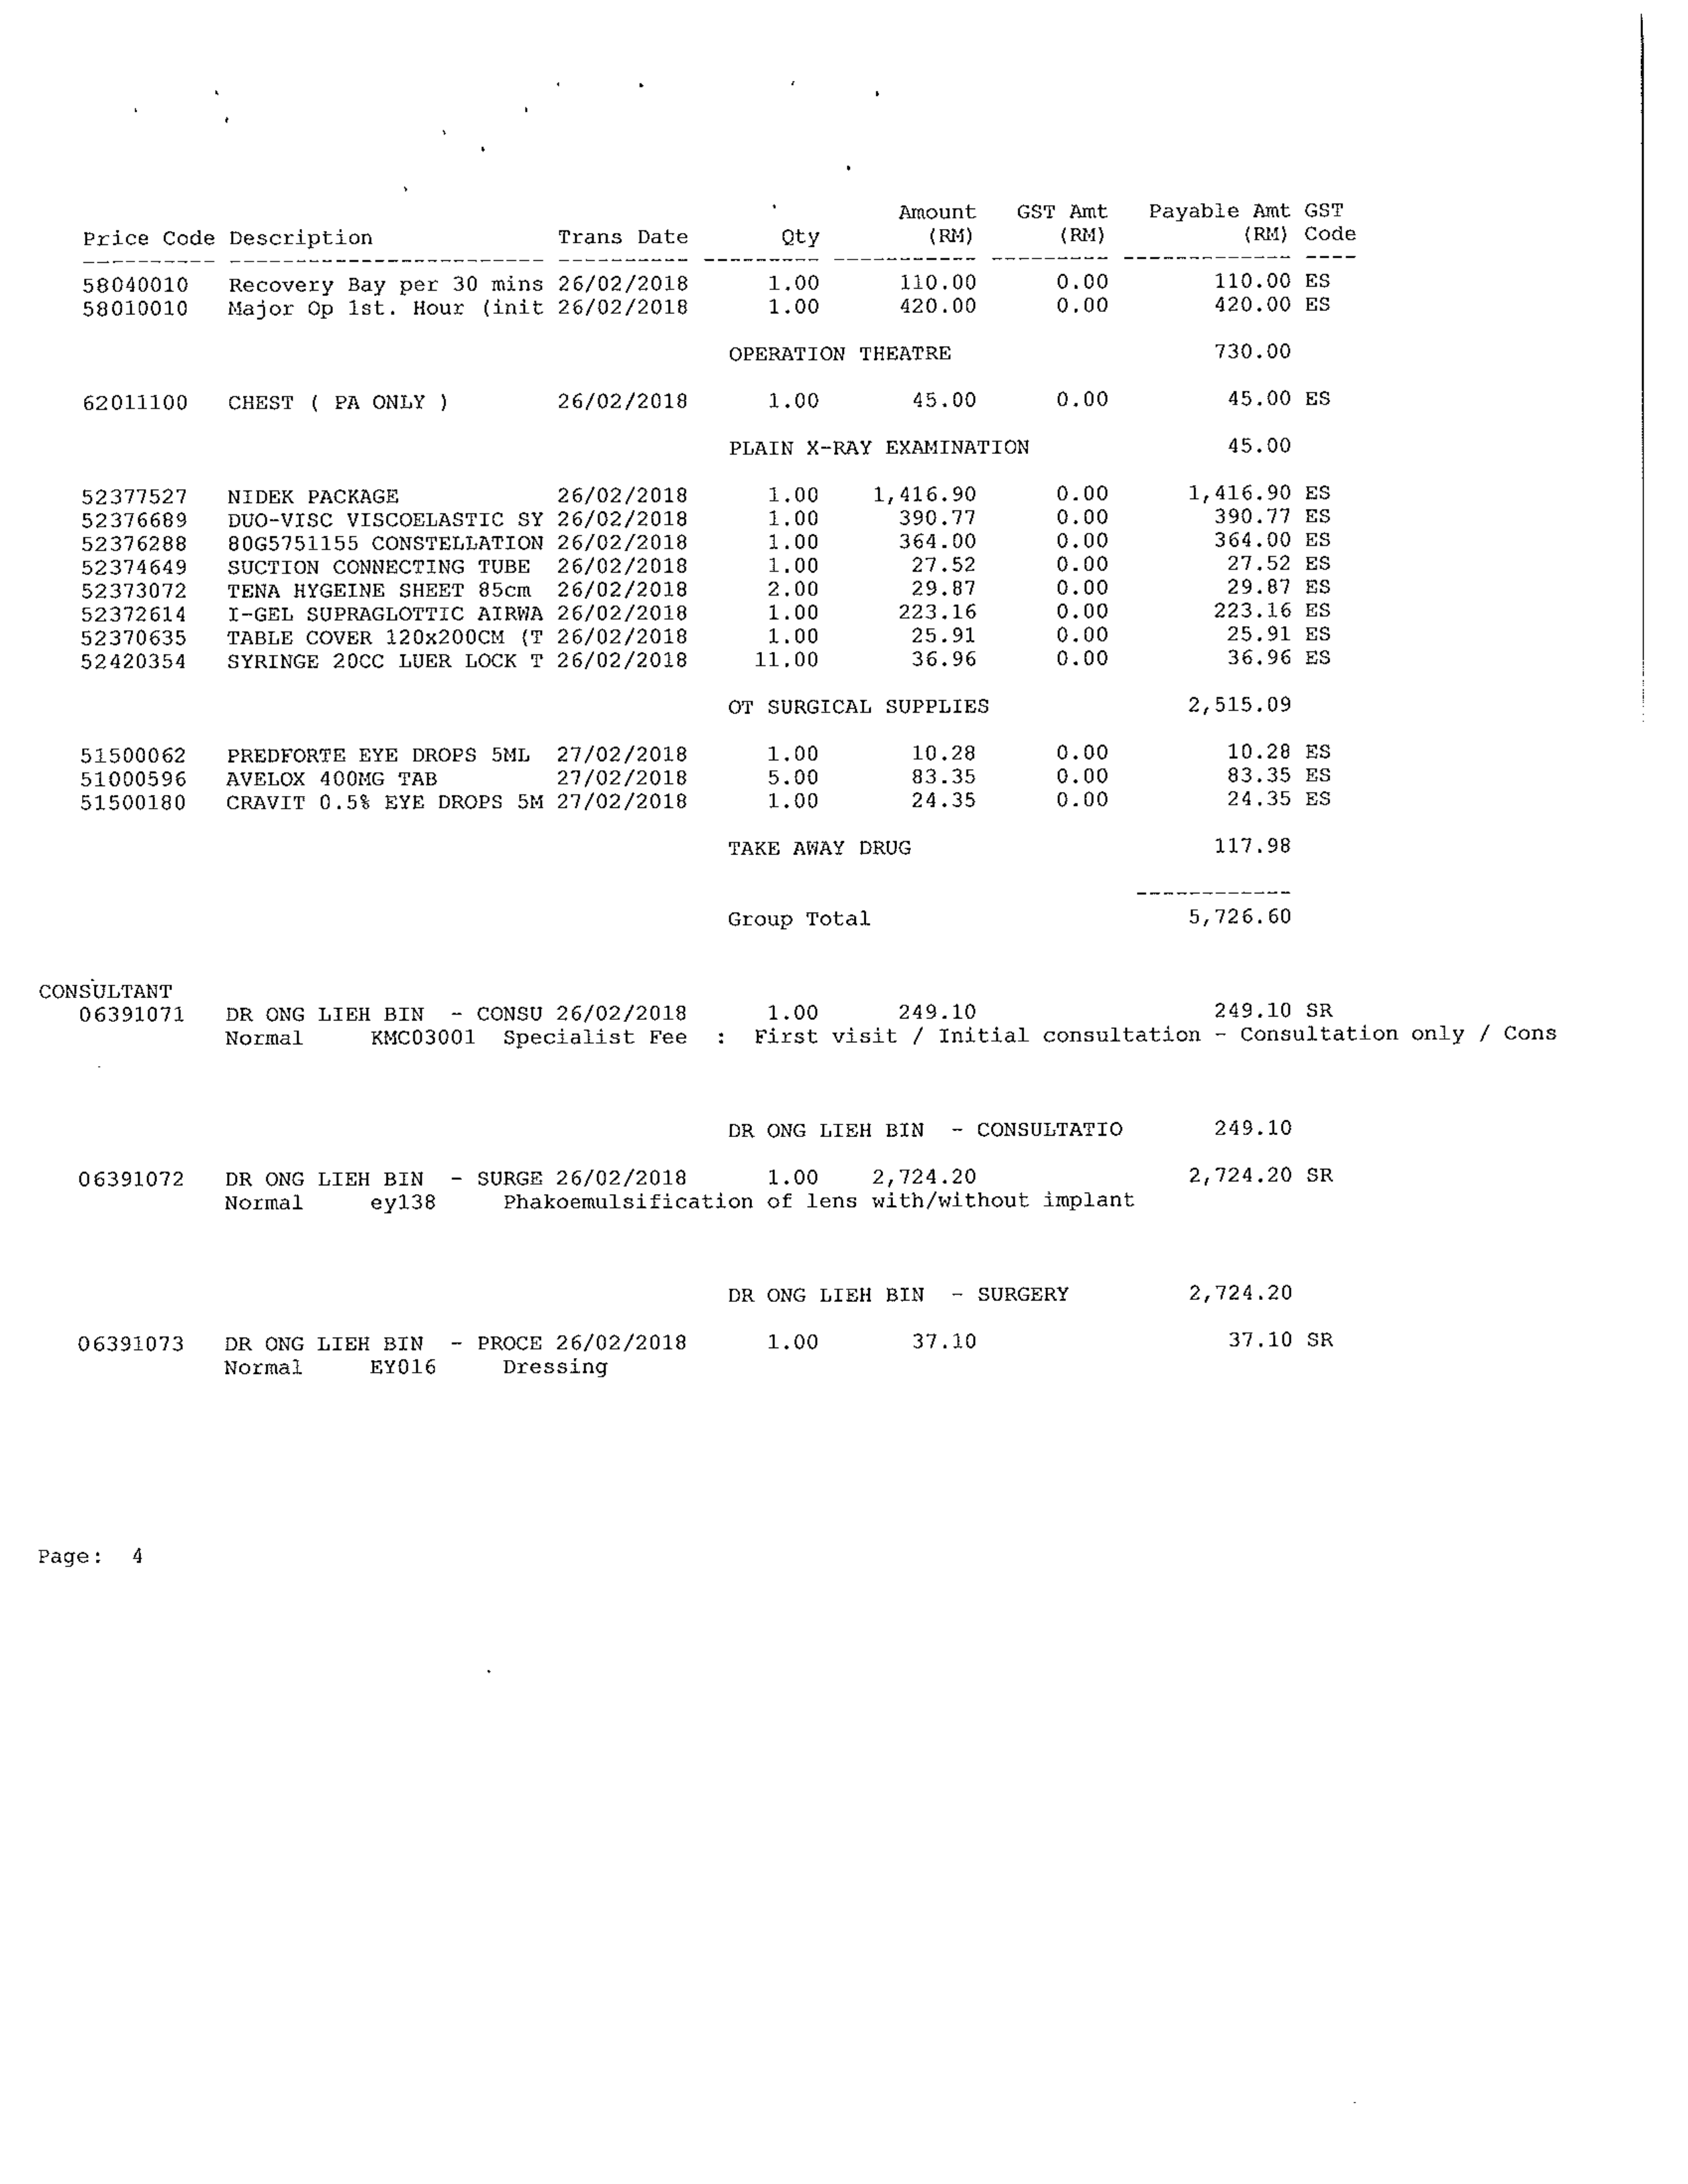 Amount GST Amt Payable Amt GST
Price Code Description Trans Date Qty (RM) (RM) (RM) Code
58040010 Recovery Bay per 30 mins 26/02/2018 1.00 110.00 0.00 110.00 ES
58010010 Major Op 1st. Hour (init 26/02/2018 1.00 420.00 0.00 420.00 ES
OPERATION THEATRE 730.00
62011100 CHEST ( PA ONLY ) 26/02/2018 1.00 45.00 0.00 45.00 ES
PLAIN X-RAY EXAMINATION 45.00
52377527 NIDEK PACKAGE 26/02/2018 1.00 1,416.90 0.00 1,416.90 ES
52376689 DUO-VISC VISCOELASTIC SY 26/02/2018 1.00 390.77 0.00 390.77 ES
52376288 80G5751155 CONSTELLATION 26/02/2018 1.00 364.00 0.00 364.00 ES
52374649 SUCTION CONNECTING TUBE 26/02/2018 1.00 27.52 0.00 27.52 ES
52373072 TENA HYGEINE SHEET 85cm 26/02/2018 2.00 29.87 0.00 29.87 ES
52372614 I-GEL SUPRAGLOTTIC AIRWA 26/02/2018 1.00 223.16 0.00 223.16 ES
52370635 TABLE COVER 120x200CM (T 26/02/2018 1.00 25.91 0.00 25.91 ES
52420354 SYRINGE 20CC LUER LOCK T 26/02/2018 11.00 36.96 0.00 36.96 ES
OT SURGICAL SUPPLIES 2,515.09
51500062 PREDFORTE EYE DROPS 5ML 27/02/2018 1.00 10.28 0.00 10.28 ES
51000596 AVELOX 400MG TAB 27/02/2018 5.00 83.35 0.00 83.35 ES
51500180 CRAVIT 0.5% EYE DROPS 5M 27/02/2018 1.00 24.35 0.00 24.35 ES
TAKE AWAY DRUG 117.98
Group Total 5,726.60
CONSULTANT
06391071 DR ONG LIEH BIN - CONSU 26/02/2018 1.00 249.10 249.10 SR
Normal KMC03001 Specialist Fee : First visit / Initial consultation - Consultation only / Cons
DR ONG LIEH BIN - CONSULTATIO 249.10
06391072 DR ONG LIEH BIN - SURGE 26/02/2018 1.00 2,724.20 2,724.20 SR
Normal ey138 Phakoemulsification of lens with/without implant
DR ONG LIEH BIN - SURGERY 2,724.20
06391073 DR ONG LIEH BIN - PROCE 26/02/2018 1.00 37.10 37.10 SR
Normal EY016 Dressing
Page: 4